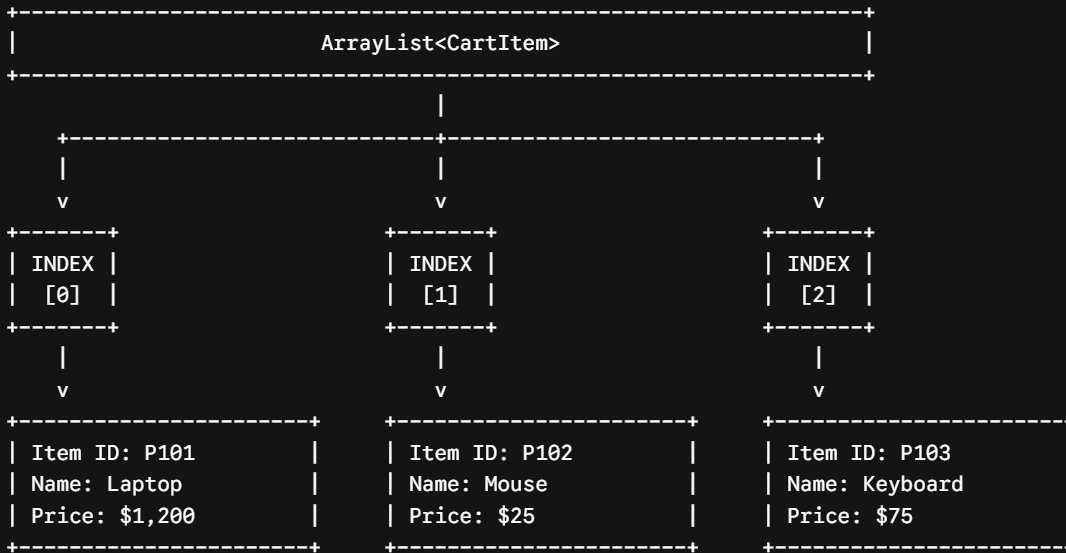 ArrayList<CartItem>
INDEX INDEX INDEX
[0] [1] [2]
Item ID: P101 Item ID: P102 Item ID: P103
Name: Laptop Name: Mouse Name: Keyboard
Price: $1,200 Price: $25 Price: $75